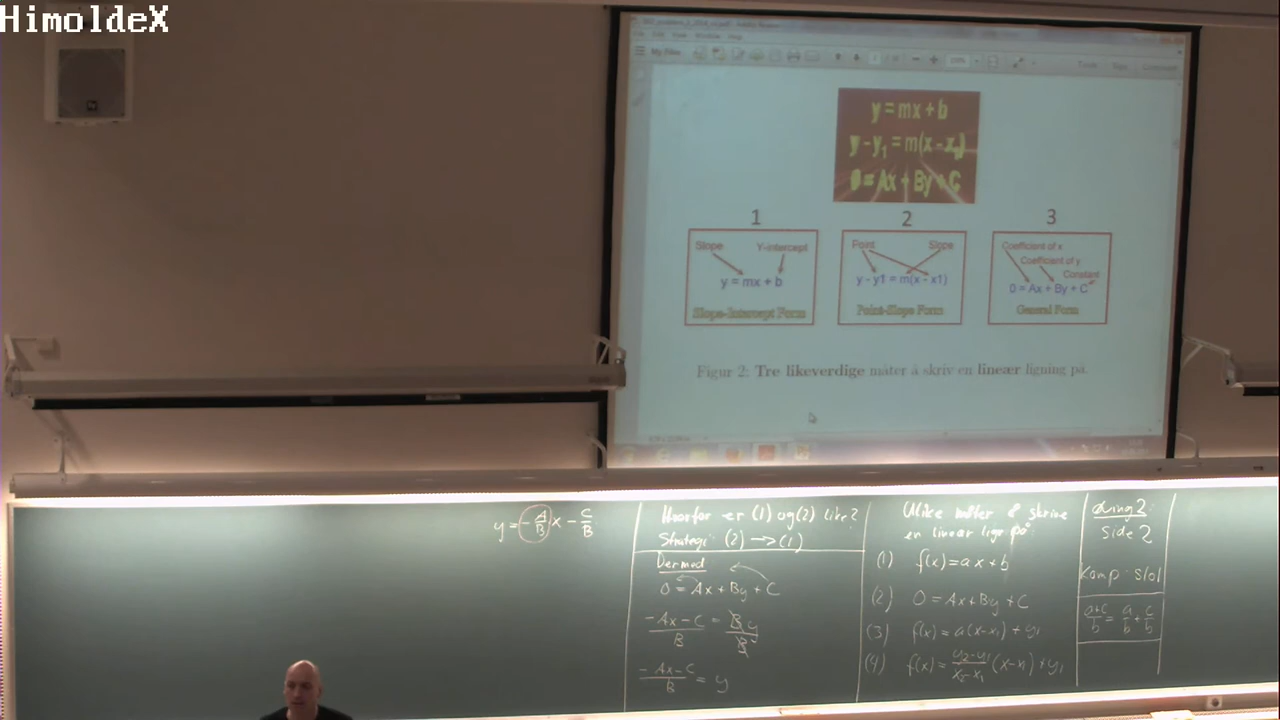 HimoldeX
My Files
y = mx + b
y - y₁ = m(x - x₁)
0 = Ax + By + C
1
2
3
Slope
Y-intercept
y = mx + b
Slope-Intercept Form
Point
Slope
y - y1 = m(x - x1)
Point-Slope Form
Coefficient of x
Coefficient of y
Constant
0 = Ax + By + C
General Form
Figur 2: Tre likeverdige måter å skriv en lineær ligning på.
y = -A/B x - C/B
Hvorfor er (1) og (2) like?
Strategi: (2) → (1)
Dermed
0 = Ax + By + C
(-Ax - C)/B = By/B
(-Ax - C)/B = y
Ulike måter å skrive
en lineær lign på
(1) f(x) = ax + b
(2) 0 = Ax + By + C
(3) f(x) = a(x-x₁) + y₁
(4) f(x) = (y₂-y₁)/(x₂-x₁) (x-x₁) + y₁
Øving 2
Side 2
Komp
(a+c)/b = a/b + c/b